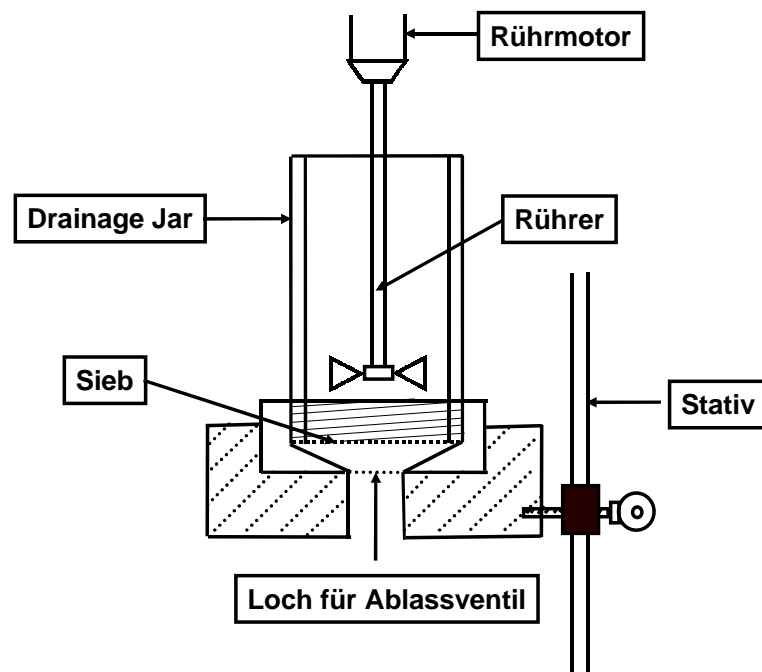 Rührmotor
Drainage Jar
Rührer
Sieb
Stativ
Loch für Ablassventil